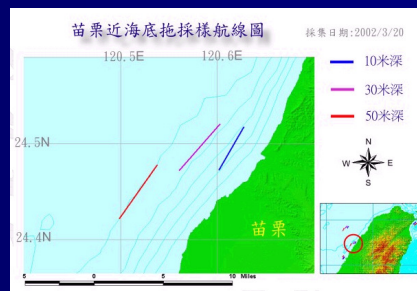 苗栗近海底拖採樣航線圖
採集日期:2002/3/20
120.5E
120.6E
10米深
30米深
50米深
24.5N
24.4N
N
W
E
S
苗栗
5 0 5 10 Miles